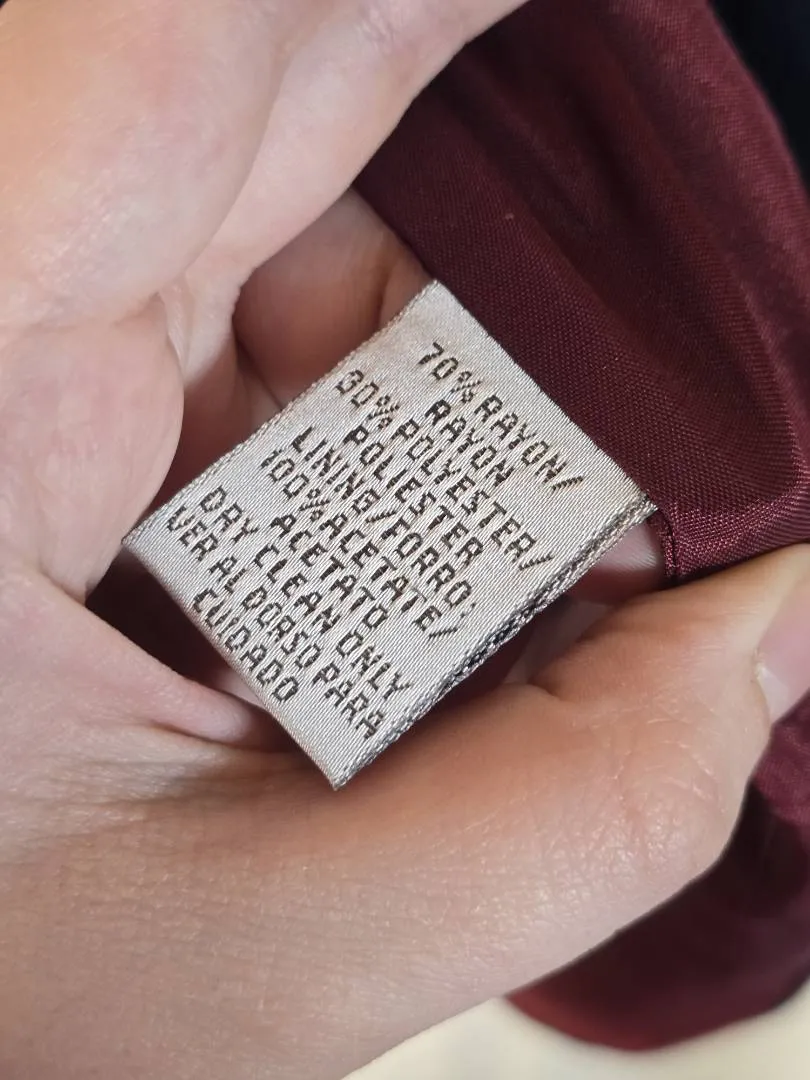 70% RAYON/
RAYON
30% POLYESTER/
POLIESTER
LINING/FORRO:
100% ACETATE/
ACETATO
DRY CLEAN ONLY
VER AL DORSO PARA
CUIDADO